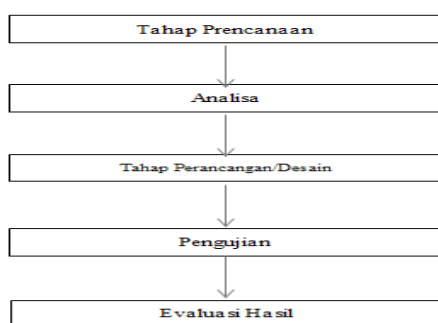 Tahap Prencanaan
Analisa
Tahap Perancangan/Desain
Pengujian
Evaluasi Hasil